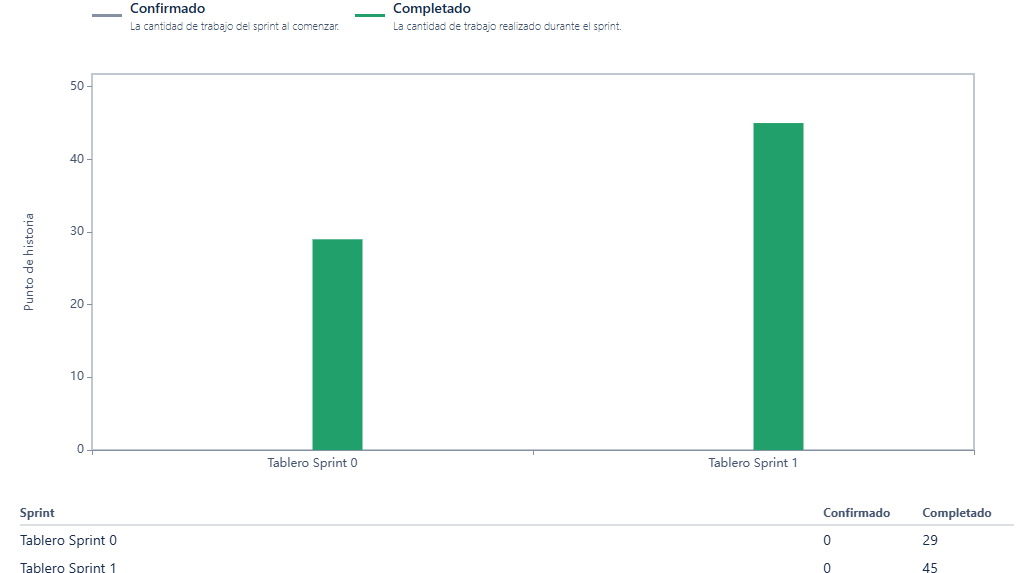 Confirmado
La cantidad de trabajo del sprint al comenzar.
Completado
La cantidad de trabajo realizado durante el sprint.
50
40
30
20
10
0
Punto de historia
Tablero Sprint 0
Tablero Sprint 1
Sprint Confirmado Completado
Tablero Sprint 0 0 29
Tablero Sprint 1 0 45